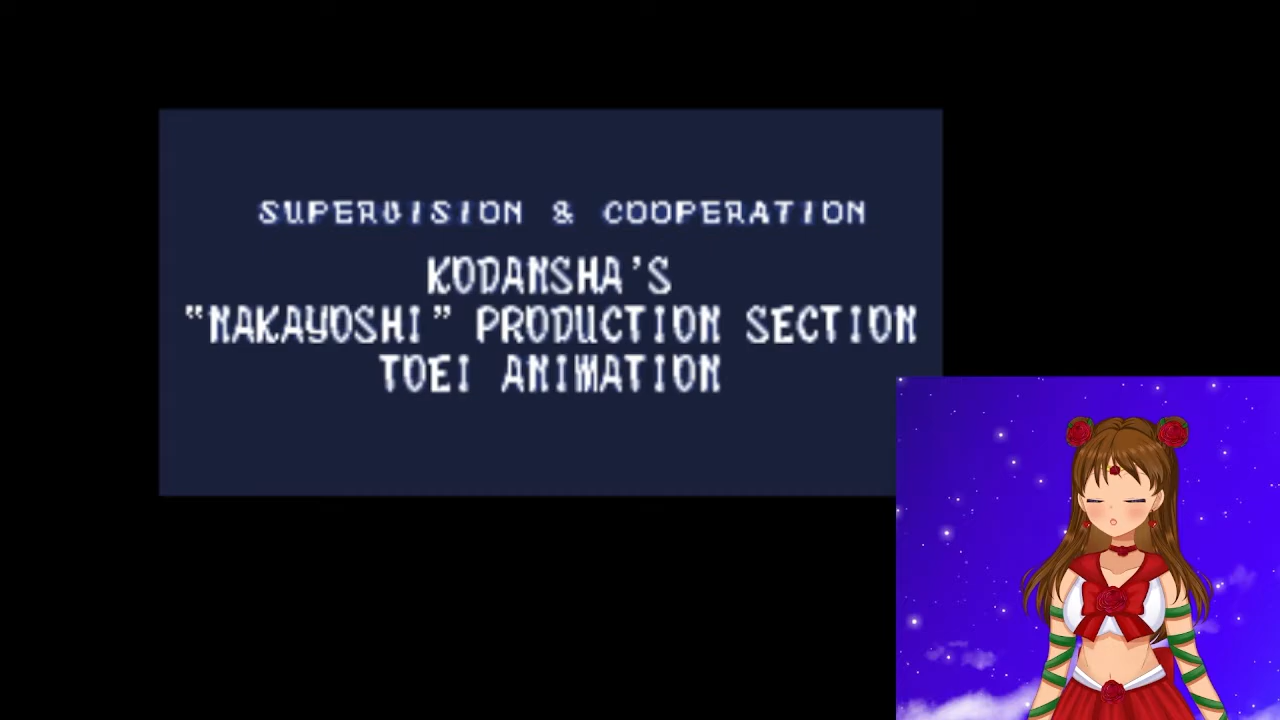 SUPERVISION & COOPERATION
KODANSHA'S
"NAKAYOSHI" PRODUCTION SECTION
TOEI ANIMATION